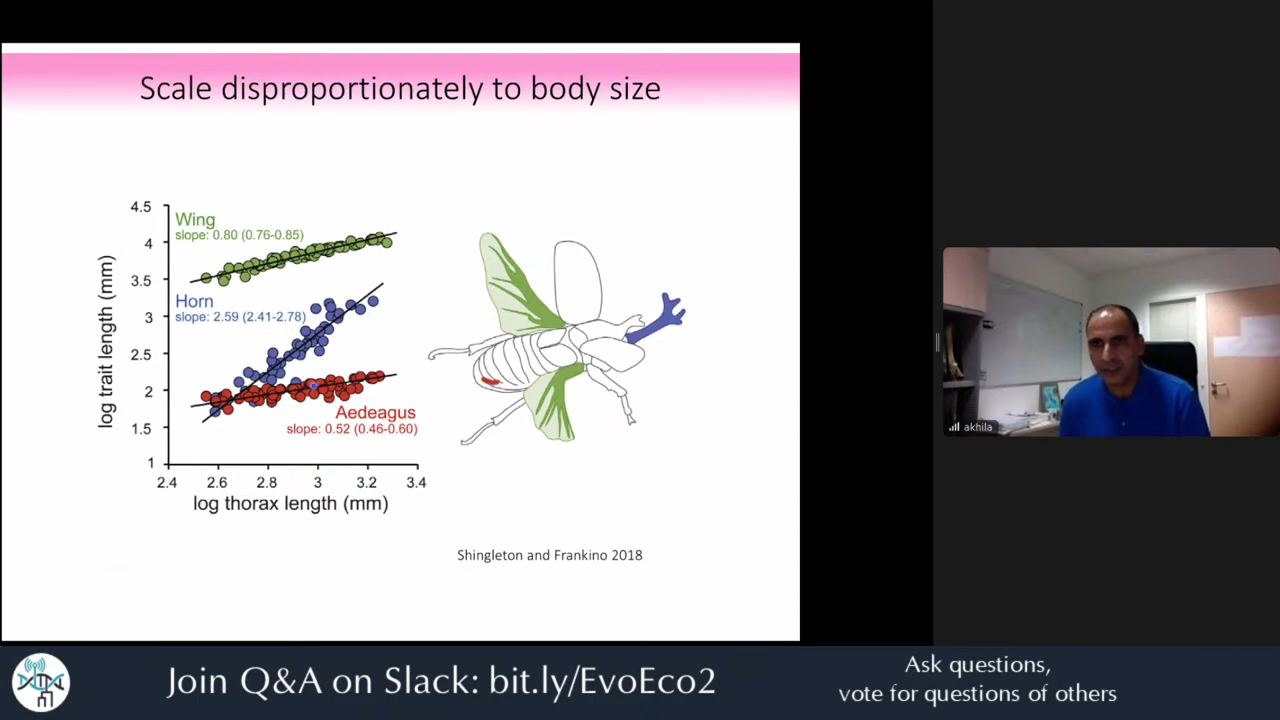 Scale disproportionately to body size
4.5
4
3.5
3
2.5
2
1.5
1
log trait length (mm)
Wing
slope: 0.80 (0.76-0.85)
Horn
slope: 2.59 (2.41-2.78)
Aedeagus
slope: 0.52 (0.46-0.60)
2.4 2.6 2.8 3 3.2 3.4
log thorax length (mm)
Shingleton and Frankino 2018
akhila
Join Q&A on Slack: bit.ly/EvoEco2
Ask questions,
vote for questions of others